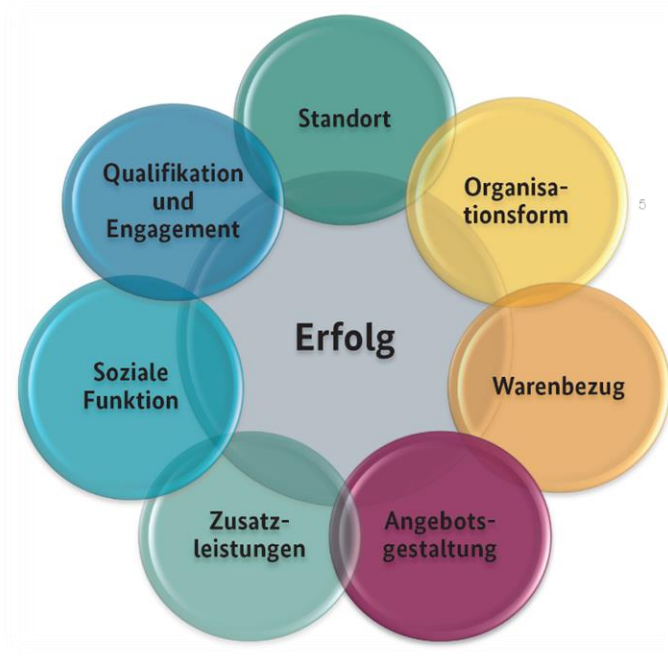 Standort
Qualifikation
und
Engagement
Organisa-
tionsform
5
Erfolg
Soziale
Funktion
Warenbezug
Zusatz-
leistungen
Angebots-
gestaltung